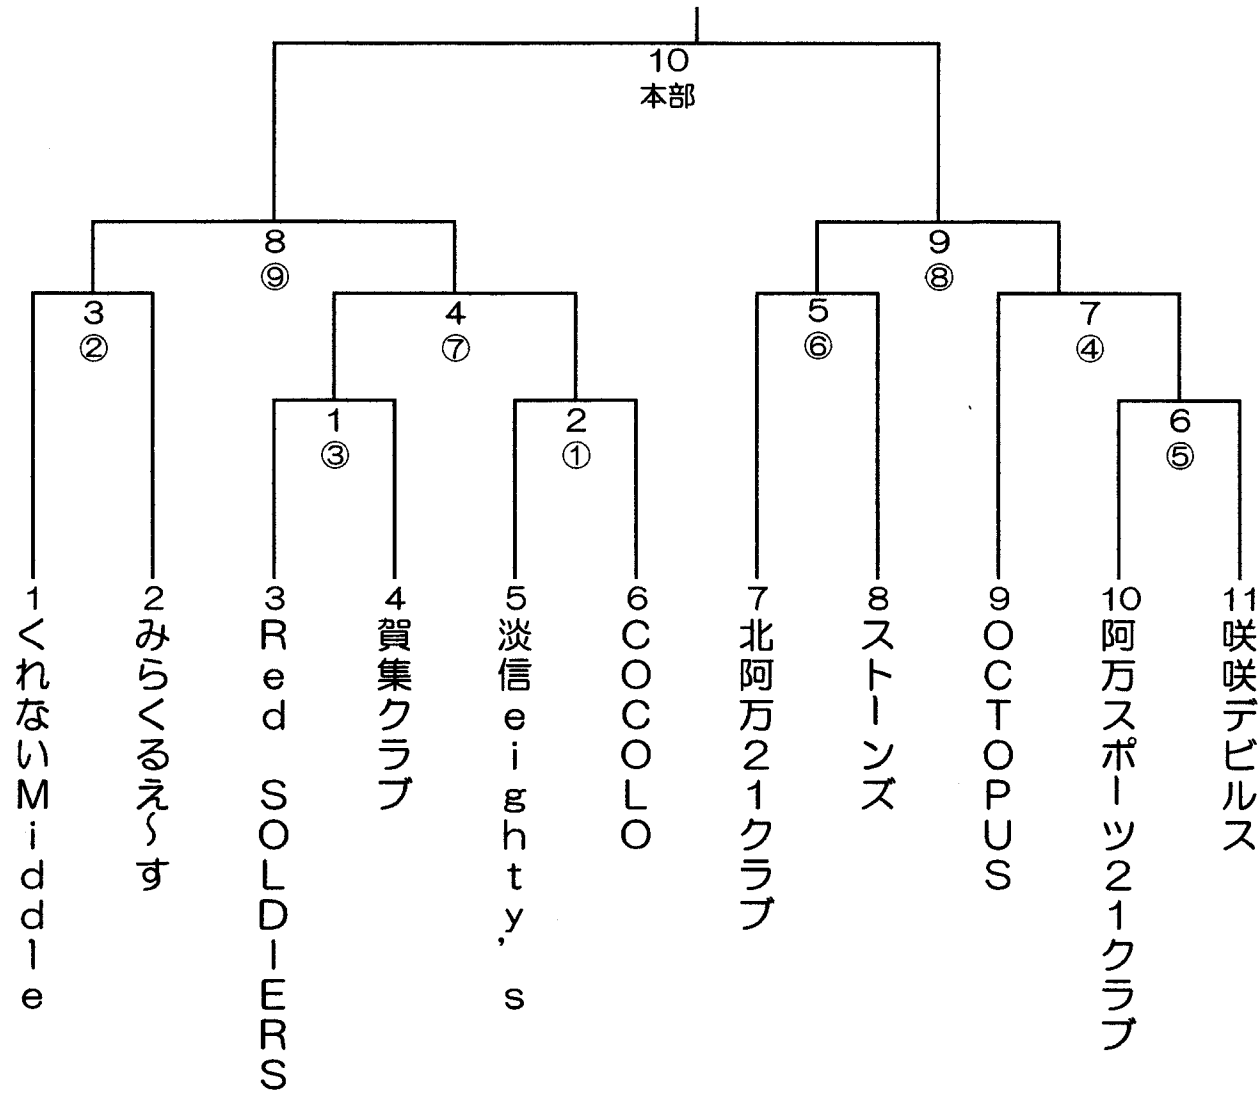 10
本部
8
⑨
9
⑧
3
②
4
⑦
5
⑥
7
④
1
③
2
①
6
⑤
1くれないMiddle
2みらくるえ〜す
3Red SOLDIERS
4賀集クラブ
5淡信eighty's
6COCOLO
7北阿万21クラブ
8ストーンズ
9OCTOPUS
10阿万スポーツ21クラブ
11咲咲デビルス